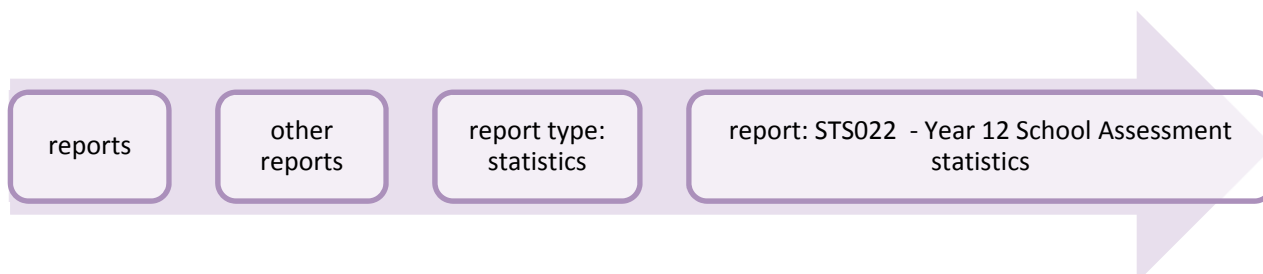 reports
other
reports
report type:
statistics
report: STS022 - Year 12 School Assessment
statistics